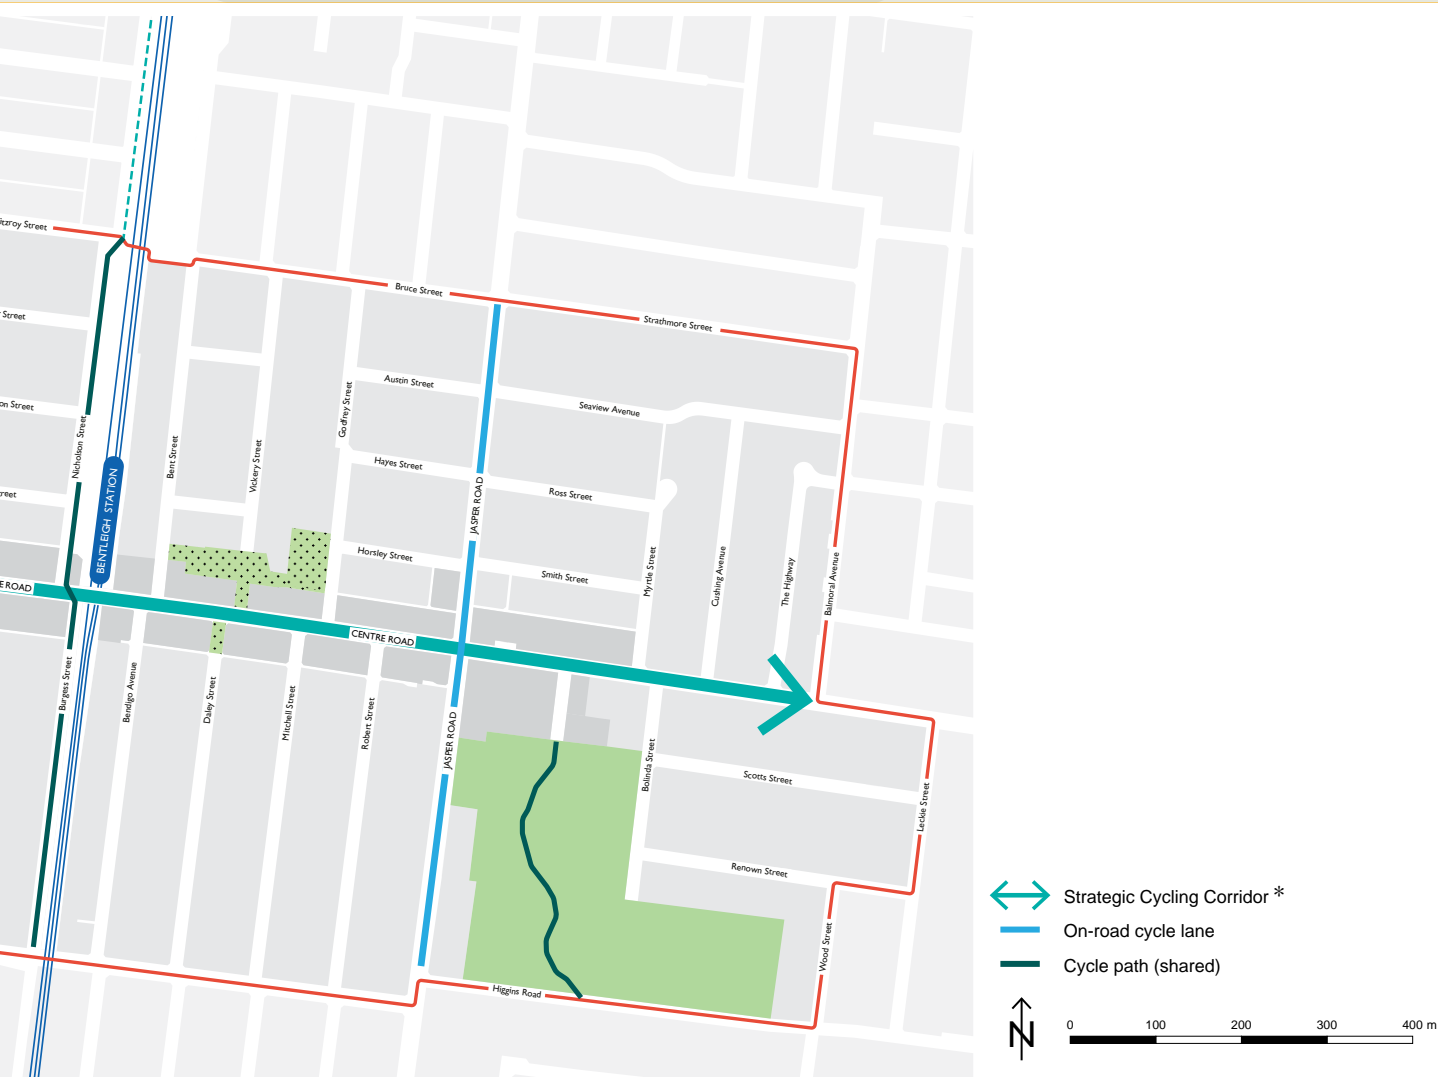 tzroy Street
Bruce Street
Strathmore Street
Street
Austin Street
Godfrey Street
Seaview Avenue
on Street
Nicholson Street
Bent Street
Vickery Street
Hayes Street
JASPER ROAD
Ross Street
reet
BENTLEIGH STATION
Horsley Street
Smith Street
Myrtle Street
Cushing Avenue
The Highway
Balmoral Avenue
E ROAD
CENTRE ROAD
Burgess Street
Bendigo Avenue
Daley Street
Mitchell Street
Robert Street
JASPER ROAD
Bolinda Street
Scotts Street
Leckie Street
Renown Street
Wood Street
Higgins Road
Strategic Cycling Corridor *
On-road cycle lane
Cycle path (shared)
N
0 100 200 300 400 m